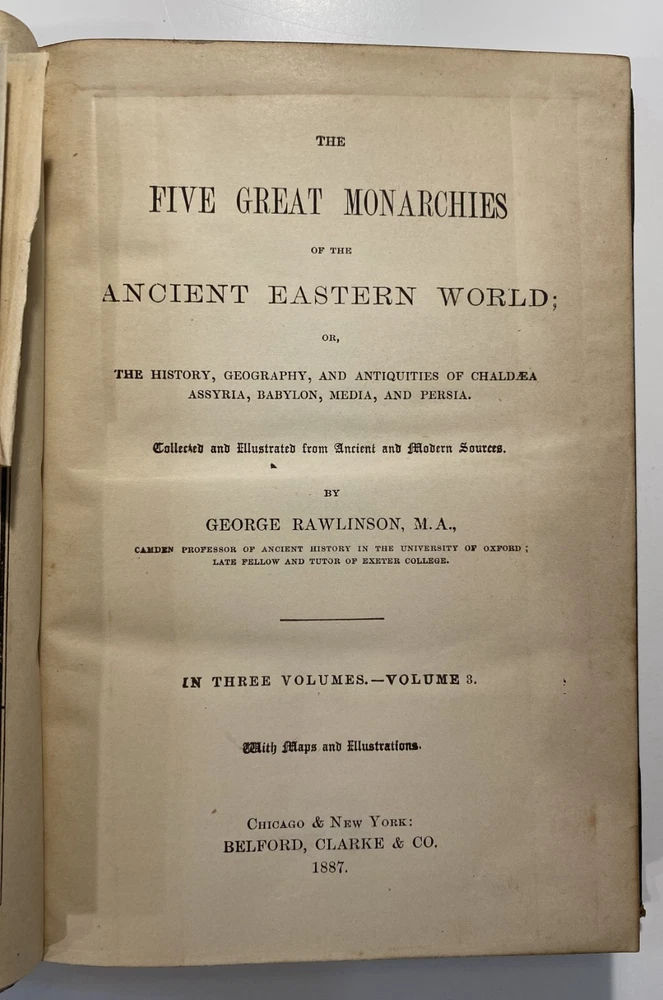 THE
FIVE GREAT MONARCHIES
OF THE
ANCIENT EASTERN WORLD;
OR,
THE HISTORY, GEOGRAPHY, AND ANTIQUITIES OF CHALDÆA
ASSYRIA, BABYLON, MEDIA, AND PERSIA.
Collected and Illustrated from Ancient and Modern Sources.
BY
GEORGE RAWLINSON, M.A.,
CAMDEN PROFESSOR OF ANCIENT HISTORY IN THE UNIVERSITY OF OXFORD;
LATE FELLOW AND TUTOR OF EXETER COLLEGE.
IN THREE VOLUMES.—VOLUME 3.
With Maps and Illustrations.
CHICAGO & NEW YORK:
BELFORD, CLARKE & CO.
1887.